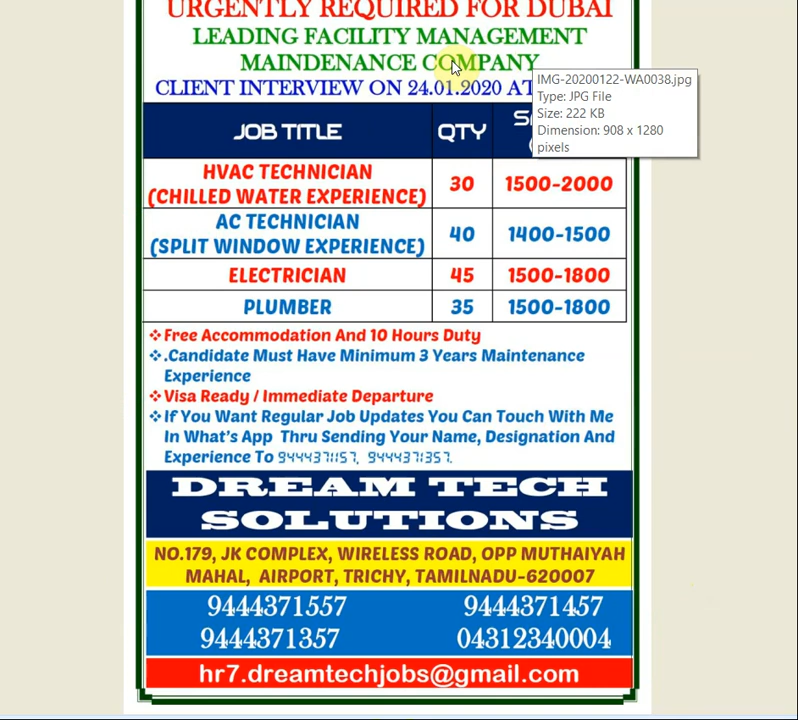 URGENTLY REQUIRED FOR DUBAI
LEADING FACILITY MANAGEMENT
MAINDENANCE COMPANY
CLIENT INTERVIEW ON 24.01.2020 AT
IMG-20200122-WA0038.jpg
Type: JPG File
Size: 222 KB
Dimension: 908 x 1280
pixels
JOB TITLE QTY
HVAC TECHNICIAN
(CHILLED WATER EXPERIENCE) 30 1500-2000
AC TECHNICIAN
(SPLIT WINDOW EXPERIENCE) 40 1400-1500
ELECTRICIAN 45 1500-1800
PLUMBER 35 1500-1800
❖Free Accommodation And 10 Hours Duty
❖.Candidate Must Have Minimum 3 Years Maintenance
Experience
❖Visa Ready / Immediate Departure
❖If You Want Regular Job Updates You Can Touch With Me
In What's App Thru Sending Your Name, Designation And
Experience To 9444371157, 9444371357.
DREAM TECH
SOLUTIONS
NO.179, JK COMPLEX, WIRELESS ROAD, OPP MUTHAIYAH
MAHAL, AIRPORT, TRICHY, TAMILNADU-620007
9444371557 9444371457
9444371357 04312340004
hr7.dreamtechjobs@gmail.com